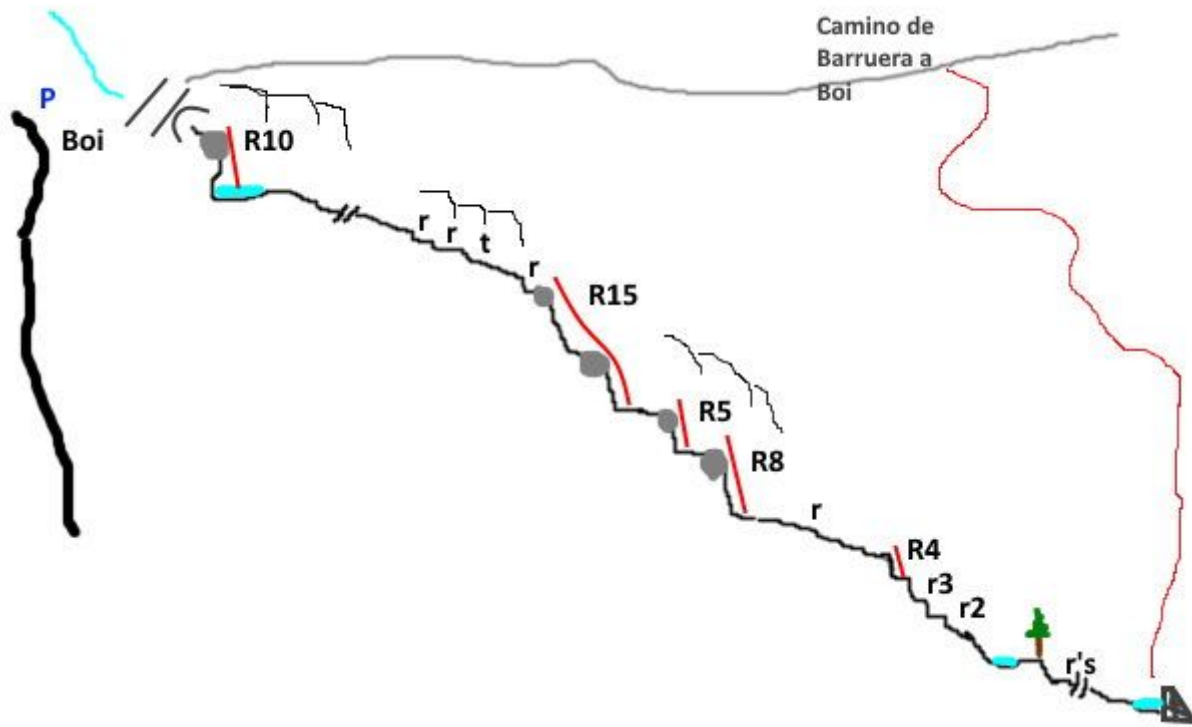 Camino de
Barruera a
Boi
P
Boi
R10
r
r
t
r
R15
R5
R8
r
R4
r3
r2
r's